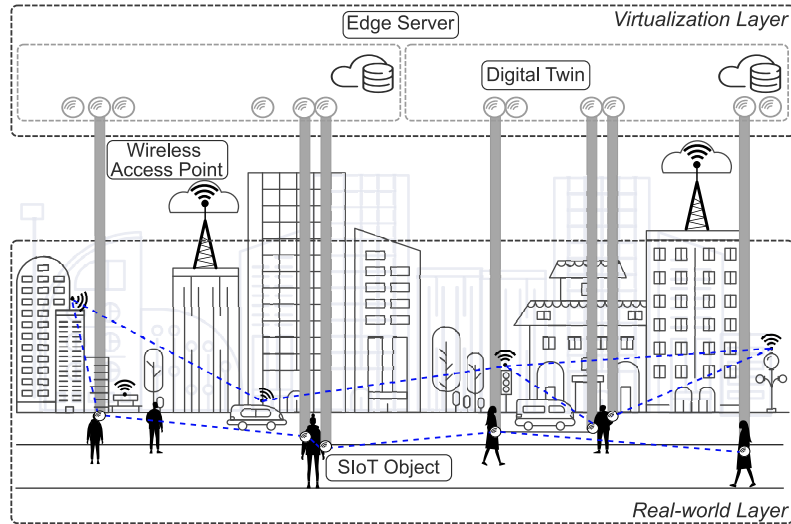 Edge Server
Virtualization Layer
Digital Twin
Wireless
Access Point
SIoT Object
Real-world Layer